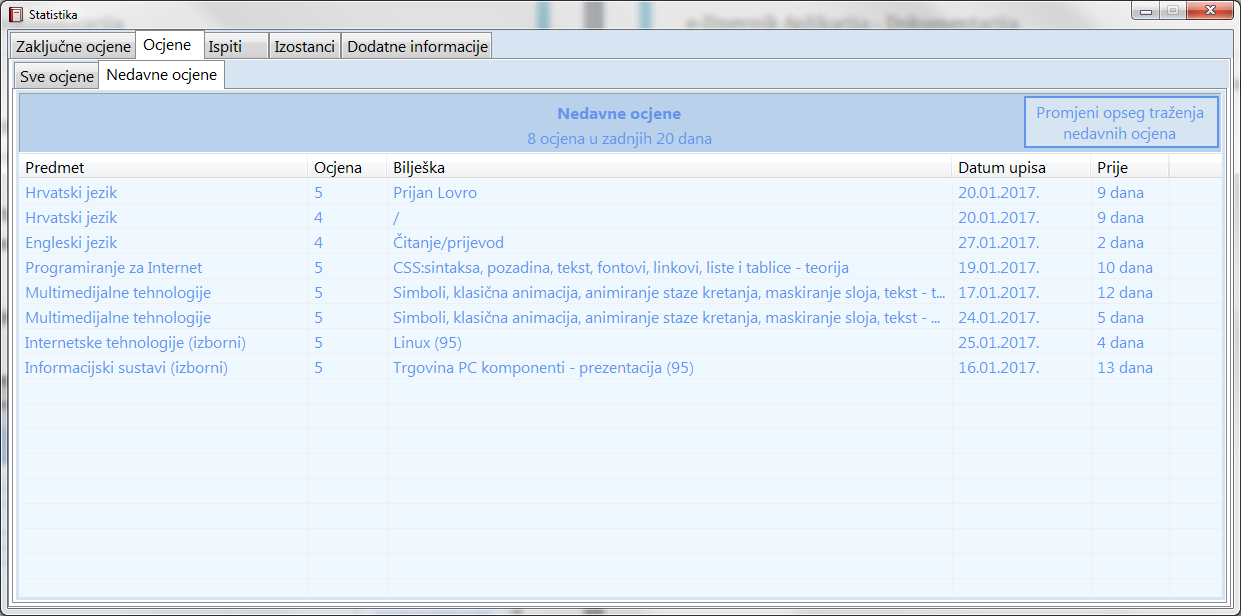 Statistika
Zaključne ocjene Ocjene Ispiti Izostanci Dodatne informacije
Sve ocjene Nedavne ocjene
Nedavne ocjene
8 ocjena u zadnjih 20 dana
Promjeni opseg traženja
nedavnih ocjena
Predmet Ocjena Bilješka Datum upisa Prije
Hrvatski jezik 5 Prijan Lovro 20.01.2017. 9 dana
Hrvatski jezik 4 / 20.01.2017. 9 dana
Engleski jezik 4 Čitanje/prijevod 27.01.2017. 2 dana
Programiranje za Internet 5 CSS:sintaksa, pozadina, tekst, fontovi, linkovi, liste i tablice - teorija 19.01.2017. 10 dana
Multimedijalne tehnologije 5 Simboli, klasična animacija, animiranje staze kretanja, maskiranje sloja, tekst - t... 17.01.2017. 12 dana
Multimedijalne tehnologije 5 Simboli, klasična animacija, animiranje staze kretanja, maskiranje sloja, tekst - ... 24.01.2017. 5 dana
Internetske tehnologije (izborni) 5 Linux (95) 25.01.2017. 4 dana
Informacijski sustavi (izborni) 5 Trgovina PC komponenti - prezentacija (95) 16.01.2017. 13 dana